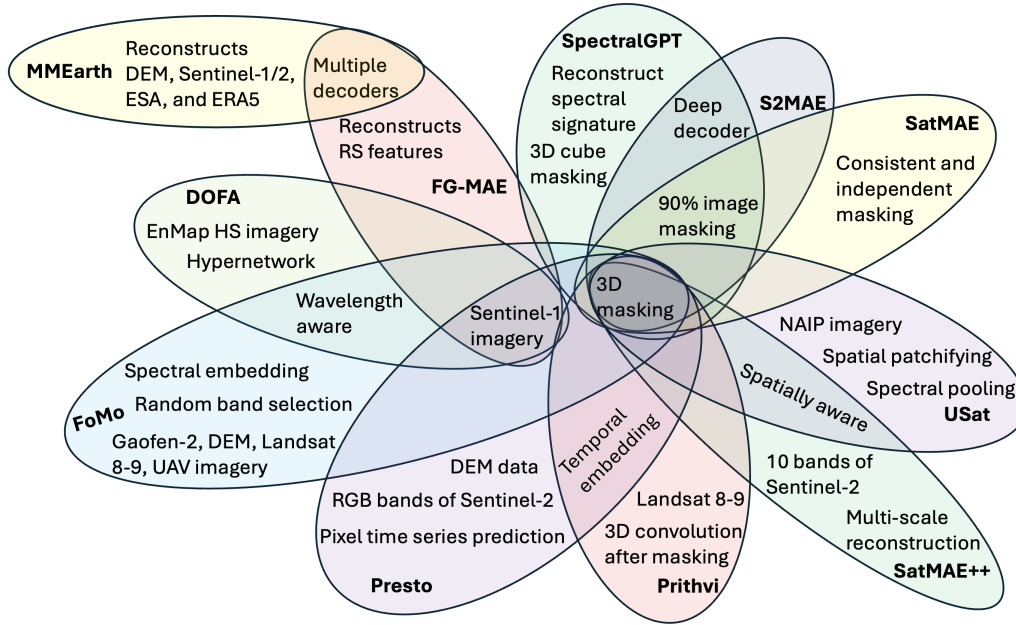 MMEarth
Reconstructs
DEM, Sentinel-1/2,
ESA, and ERA5
Multiple
decoders
Reconstructs
RS features
FG-MAE
SpectralGPT
Reconstruct
spectral
signature
3D cube
masking
Deep
decoder
S2MAE
90% image
masking
SatMAE
Consistent and
independent
masking
DOFA
EnMap HS imagery
Hypernetwork
Wavelength
aware
Sentinel-1
imagery
3D
masking
NAIP imagery
Spatial patchifying
Spectral pooling
USat
Spatially aware
FoMo
Spectral embedding
Random band selection
Gaofen-2, DEM, Landsat
8-9, UAV imagery
DEM data
RGB bands of Sentinel-2
Pixel time series prediction
Presto
Temporal
embedding
Landsat 8-9
3D convolution
after masking
Prithvi
10 bands of
Sentinel-2
Multi-scale
reconstruction
SatMAE++